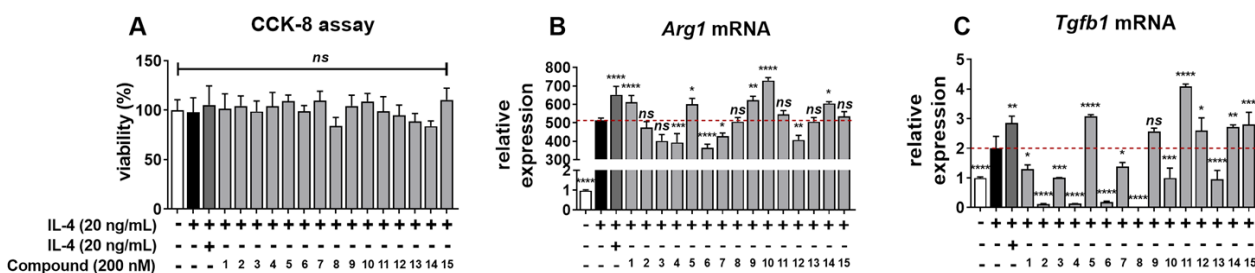 A
CCK-8 assay
ns
viability (%)
150
100
50
0
IL-4 (20 ng/mL) - + + + + + + + + + + + + + + + + +
IL-4 (20 ng/mL) - - + - - - - - - - - - - - - - - -
Compound (200 nM) - - - 1 2 3 4 5 6 7 8 9 10 11 12 13 14 15
B
Arg1 mRNA
relative
expression
800
700
600
500
400
300
2
1
0
**** **** **** ns ns *** * **** * ns ** **** ns ** ns * ns
- + + + + + + + + + + + + + + + + +
- - + - - - - - - - - - - - - - - -
- - - 1 2 3 4 5 6 7 8 9 10 11 12 13 14 15
C
Tgfb1 mRNA
relative
expression
5
4
3
2
1
0
**** ** * **** *** **** **** **** * **** ns *** **** * **** ** ***
- + + + + + + + + + + + + + + + + +
- - + - - - - - - - - - - - - - - -
- - - 1 2 3 4 5 6 7 8 9 10 11 12 13 14 15